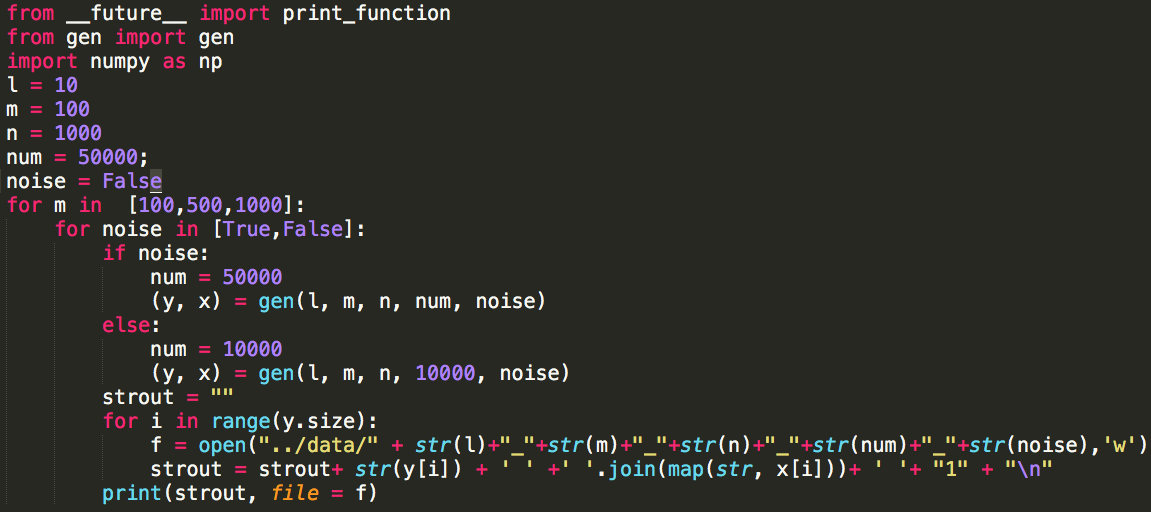 from __future__ import print_function
from gen import gen
import numpy as np
l = 10
m = 100
n = 1000
num = 50000;
noise = False
for m in  [100,500,1000]:
    for noise in [True,False]:
        if noise:
            num = 50000
            (y, x) = gen(l, m, n, num, noise)
        else:
            num = 10000
            (y, x) = gen(l, m, n, 10000, noise)
        strout = ""
        for i in range(y.size):
            f = open("../data/" + str(l)+"_"+str(m)+"_"+str(n)+"_"+str(num)+"_"+str(noise),'w')
            strout = strout+ str(y[i]) + ' ' +' '.join(map(str, x[i]))+ ' '+ "1" + "\n"
        print(strout, file = f)